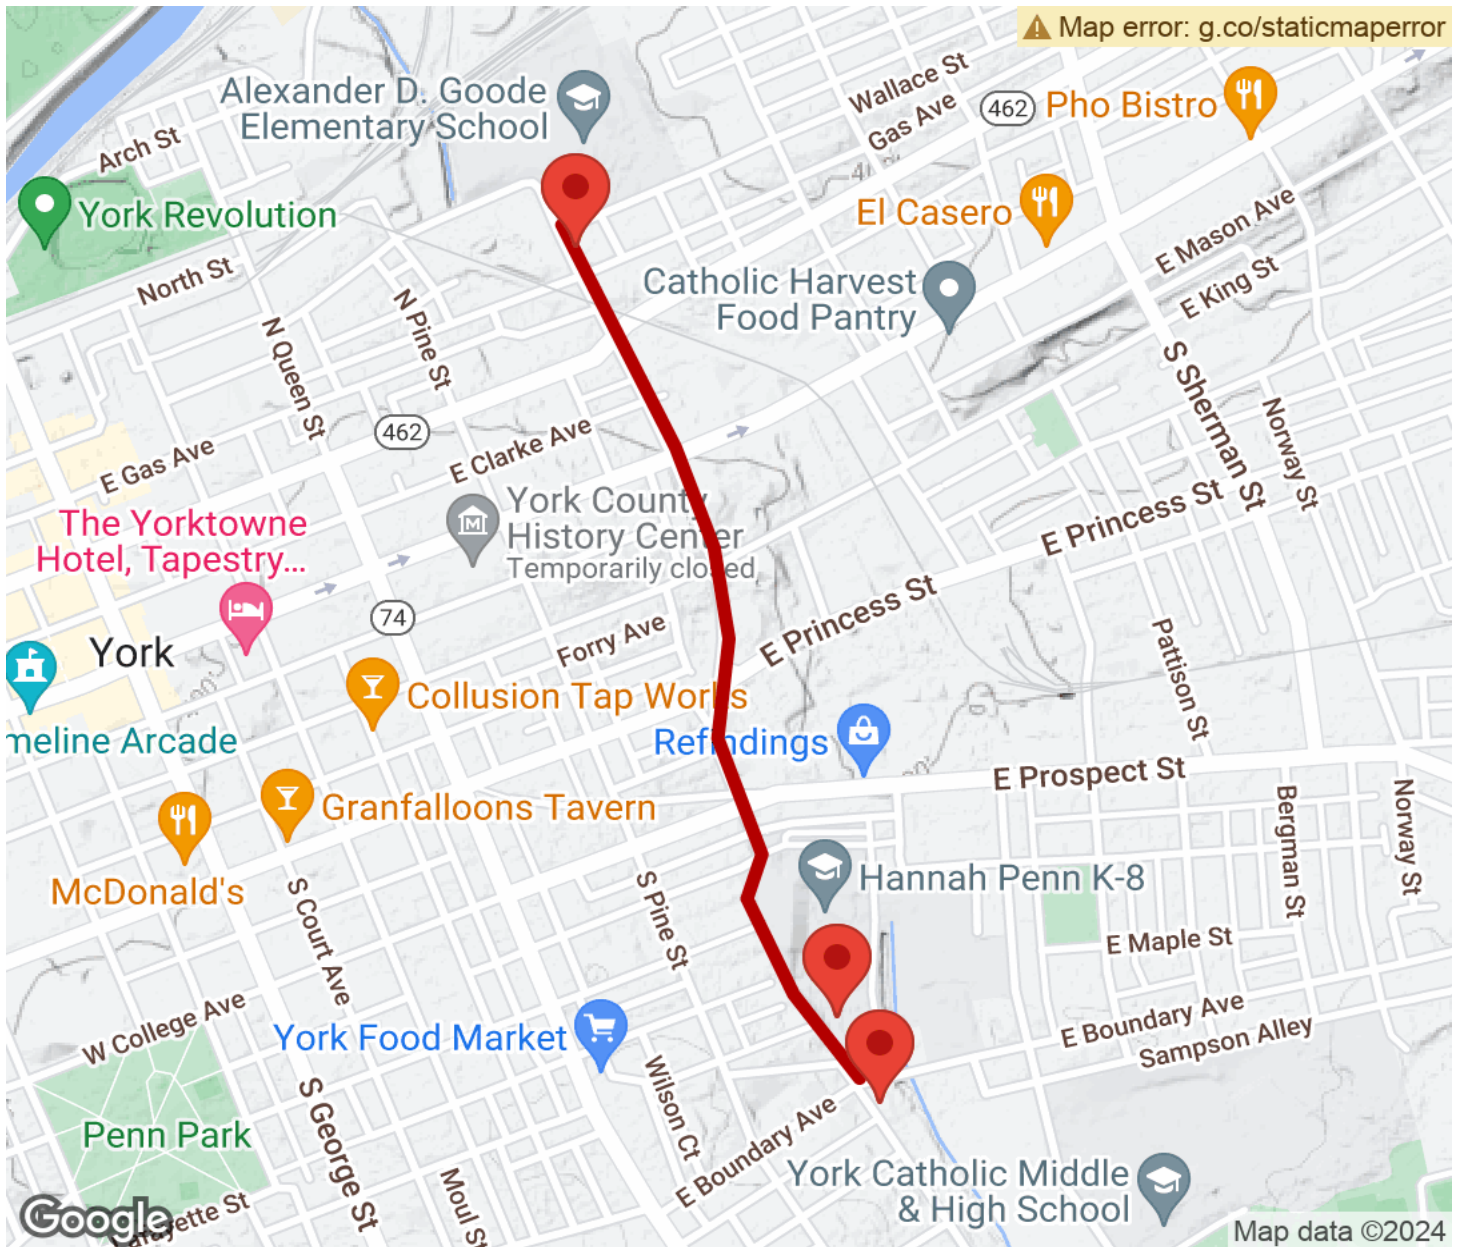 Map error: g.co/staticmaperror
Alexander D. Goode
Elementary School
Wallace St
Gas Ave
462
Pho Bistro
Arch St
York Revolution
El Casero
E Mason Ave
North St
Catholic Harvest
Food Pantry
E King St
N Pine St
N Queen St
S Sherman St
Norway St
462
E Clarke Ave
E Gas Ave
York County
History Center
Temporarily closed
The Yorktowne
Hotel, Tapestry...
E Princess St
74
E Princess St
Forry Ave
York
Pattison St
Collusion Tap Works
meline Arcade
Refindings
E Prospect St
Granfalloons Tavern
Bergman St
Norway St
McDonald's
S Court Ave
S Pine St
Hannah Penn K-8
E Maple St
W College Ave
York Food Market
E Boundary Ave
Sampson Alley
Wilson Ct
S George St
E Boundary Ave
Penn Park
York Catholic Middle
& High School
Moul St
Lafayette St
Google
Map data ©2024